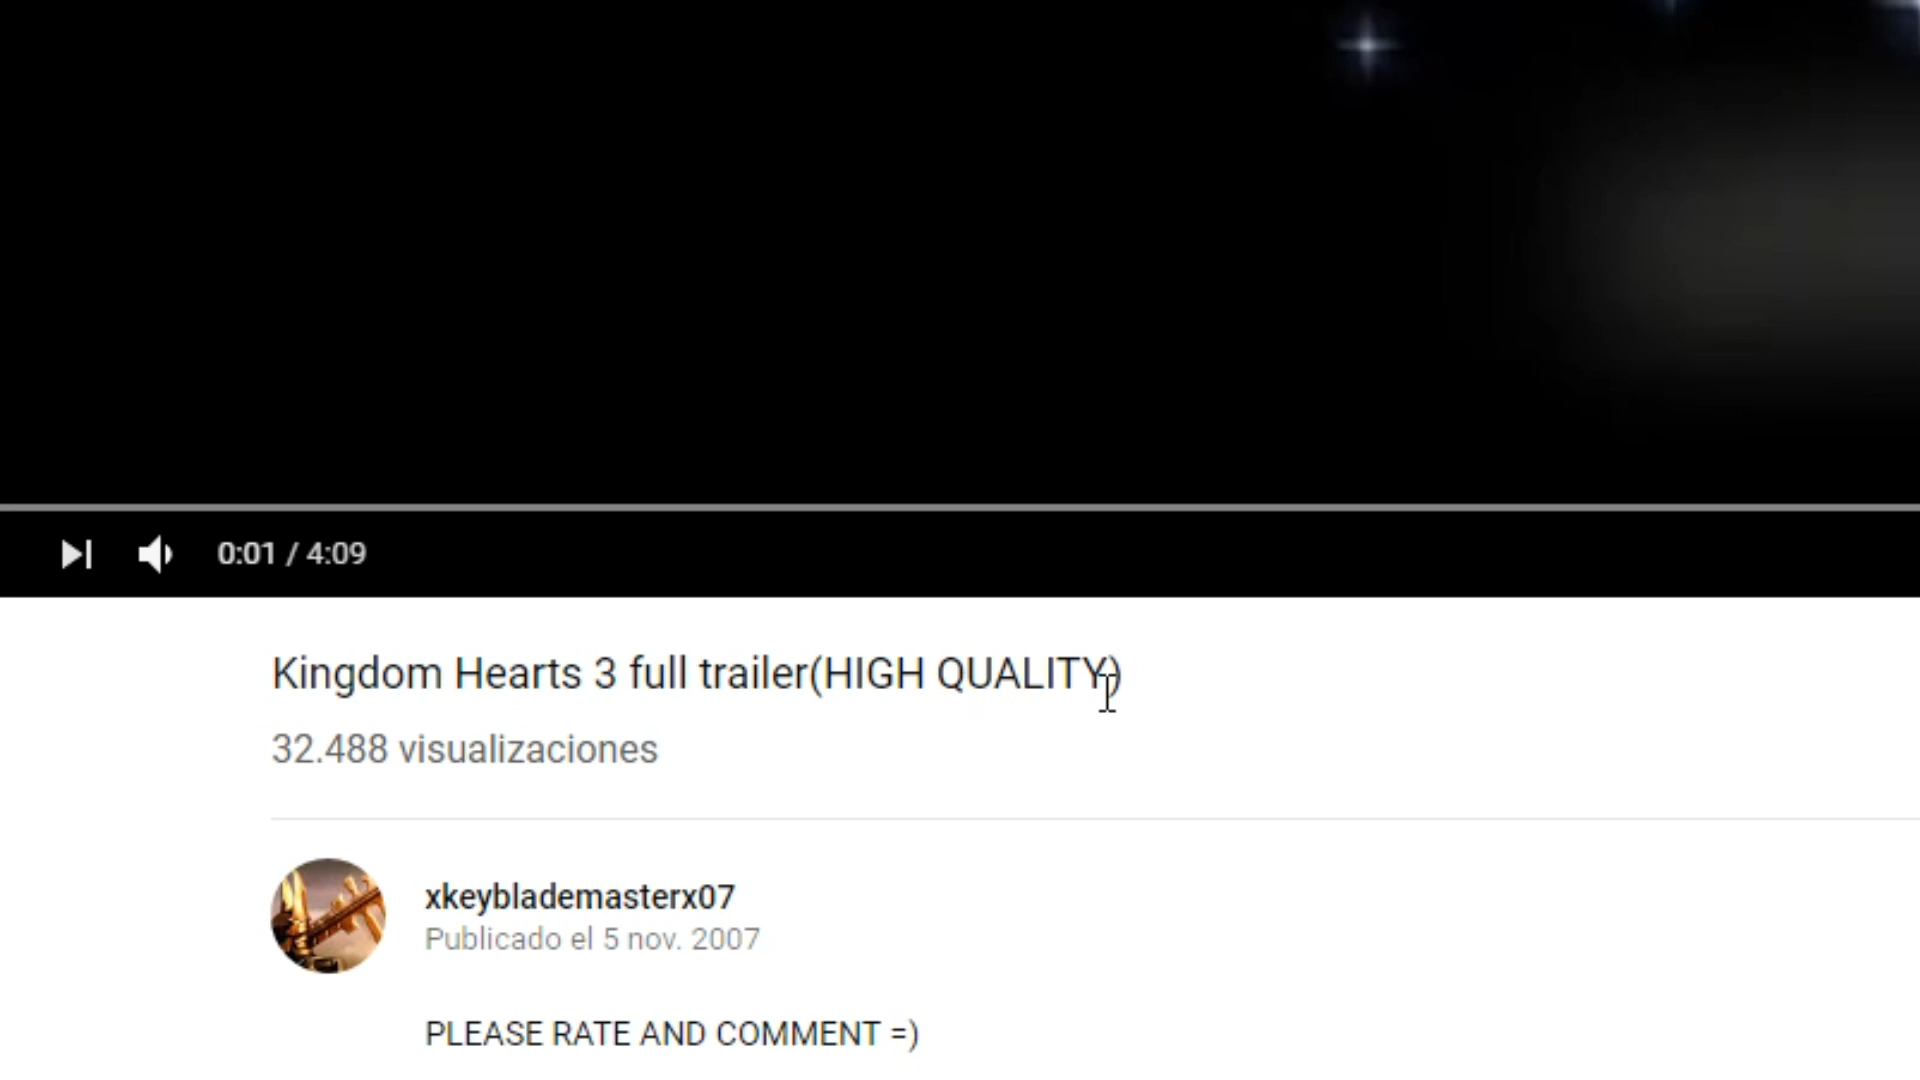 0:01 / 4:09
Kingdom Hearts 3 full trailer(HIGH QUALITY)
32.488 visualizaciones
xkeyblademasterx07
Publicado el 5 nov. 2007
PLEASE RATE AND COMMENT =)